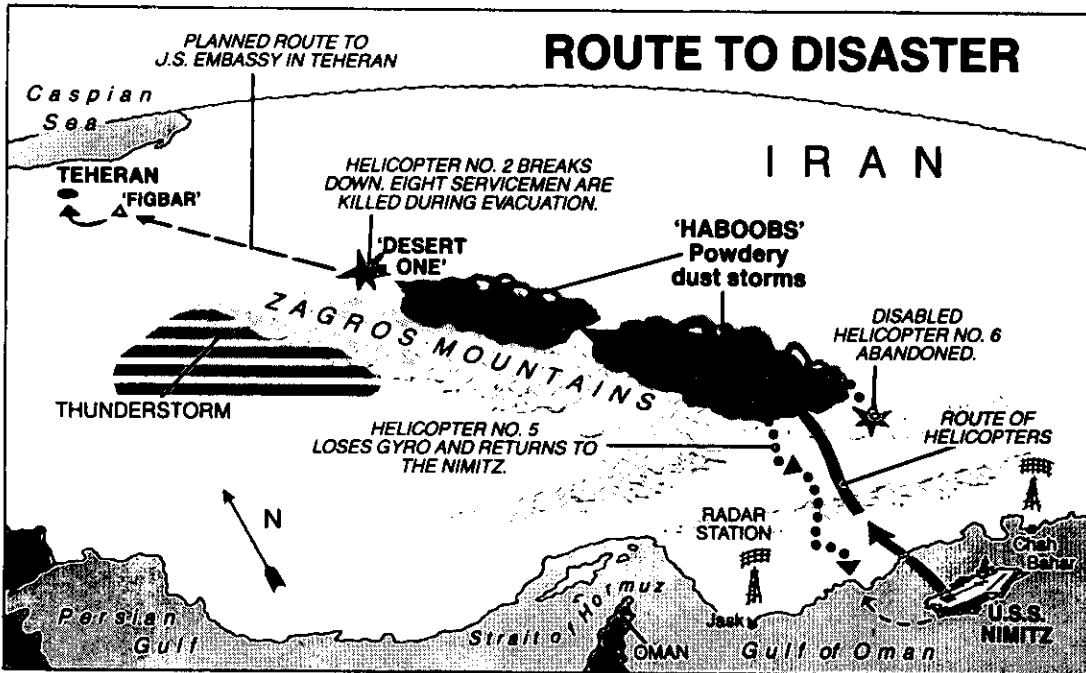 ROUTE TO DISASTER
PLANNED ROUTE TO
J.S. EMBASSY IN TEHERAN
Caspian
Sea
IRAN
TEHERAN
'FIGBAR'
HELICOPTER NO. 2 BREAKS
DOWN. EIGHT SERVICEMEN ARE
KILLED DURING EVACUATION.
'DESERT
ONE'
'HABOOBS'
Powdery
dust storms
ZAGROS MOUNTAINS
DISABLED
HELICOPTER NO. 6
ABANDONED.
THUNDERSTORM
HELICOPTER NO. 5
LOSES GYRO AND RETURNS TO
THE NIMITZ.
ROUTE OF
HELICOPTERS
N
RADAR
STATION
Chah
Bahar
Persian
Gulf
Strait of Hormuz
OMAN
Jask
Gulf of Oman
U.S.S.
NIMITZ